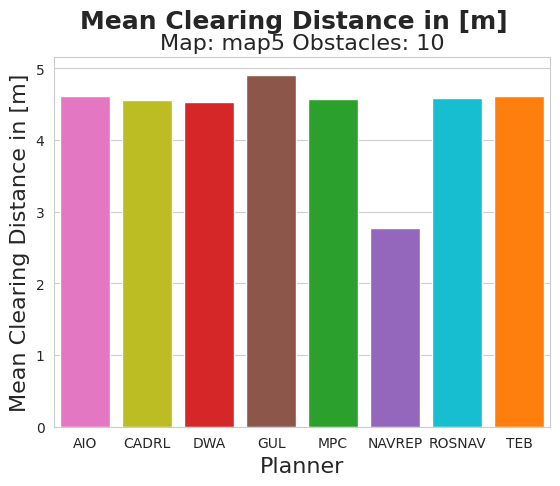 Mean Clearing Distance in [m]
Map: map5 Obstacles: 10
Mean Clearing Distance in [m]
5
4
3
2
1
0
AIO CADRL DWA GUL MPC NAVREP ROSNAV TEB
Planner